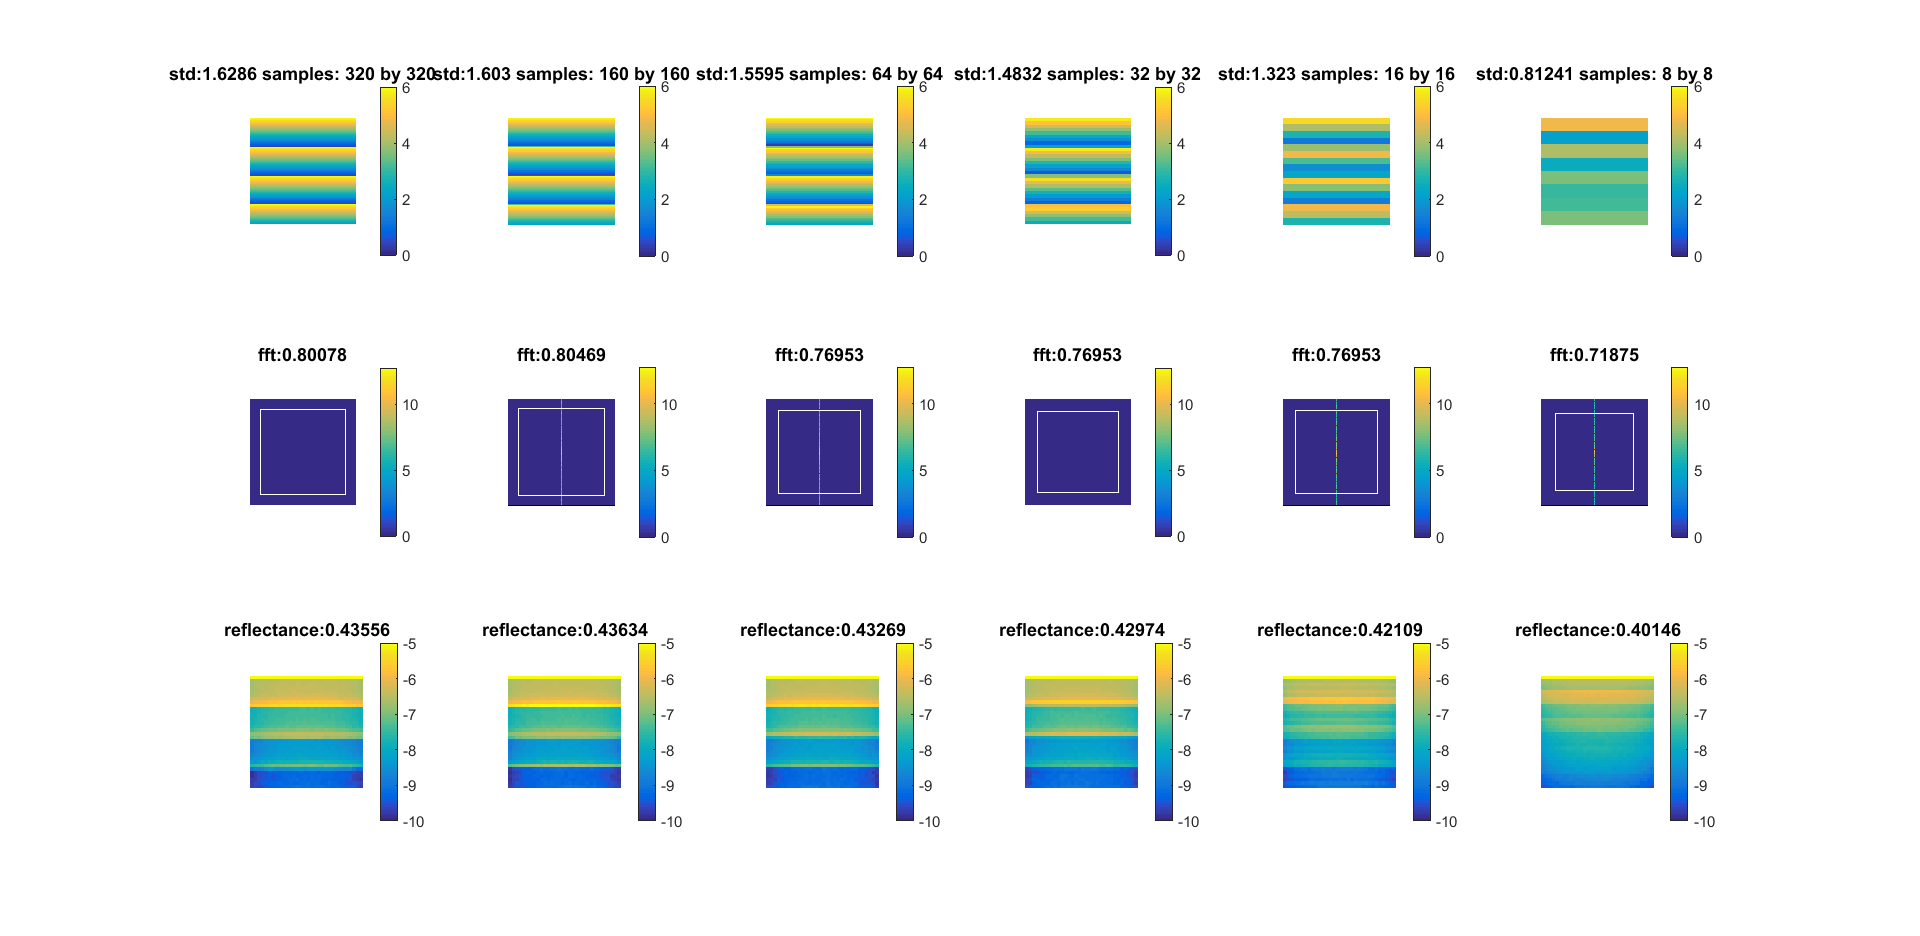 std:1.6286 samples: 320 by 320
std:1.603 samples: 160 by 160
std:1.5595 samples: 64 by 64
std:1.4832 samples: 32 by 32
std:1.323 samples: 16 by 16
std:0.81241 samples: 8 by 8
6 6 6 6 6 6
4 4 4 4 4 4
2 2 2 2 2 2
0 0 0 0 0 0
fft:0.80078
fft:0.80469
fft:0.76953
fft:0.76953
fft:0.76953
fft:0.71875
10 10 10 10 10 10
5 5 5 5 5 5
0 0 0 0 0 0
reflectance:0.43556
reflectance:0.43634
reflectance:0.43269
reflectance:0.42974
reflectance:0.42109
reflectance:0.40146
-5 -5 -5 -5 -5 -5
-6 -6 -6 -6 -6 -6
-7 -7 -7 -7 -7 -7
-8 -8 -8 -8 -8 -8
-9 -9 -9 -9 -9 -9
-10 -10 -10 -10 -10 -10